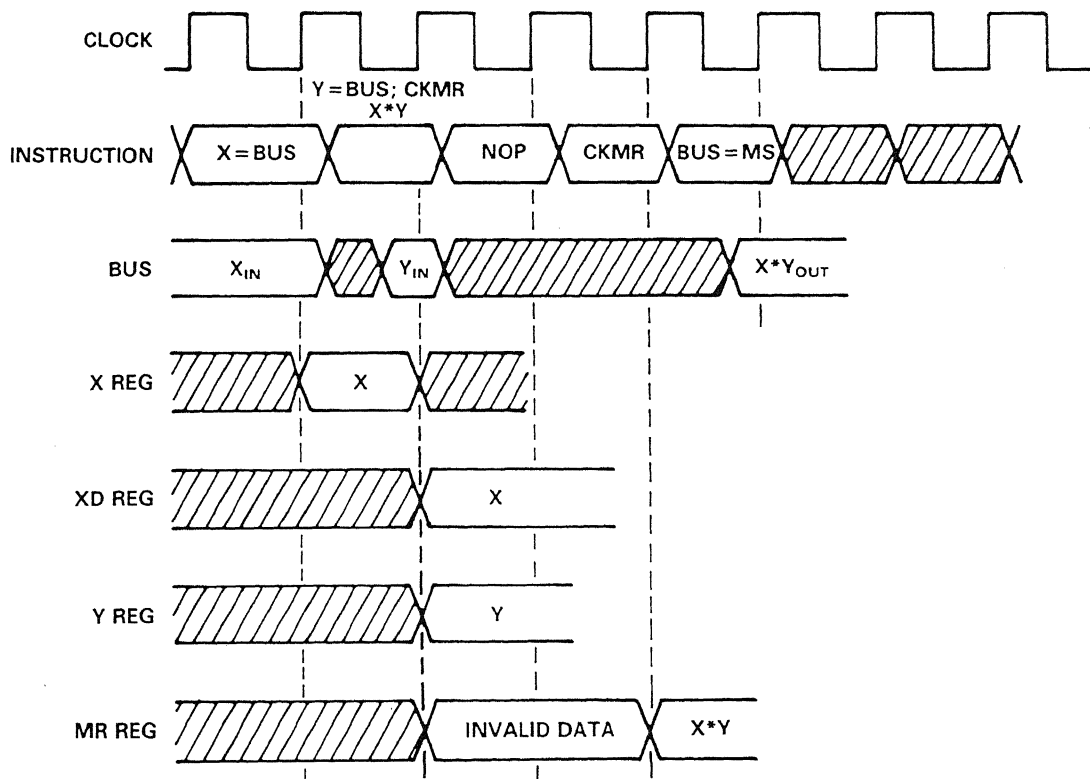 CLOCK
Y=BUS; CKMR
X*Y
INSTRUCTION X=BUS NOP CKMR BUS=MS
BUS XIN YIN X*YOUT
X REG X
XD REG X
Y REG Y
MR REG INVALID DATA X*Y